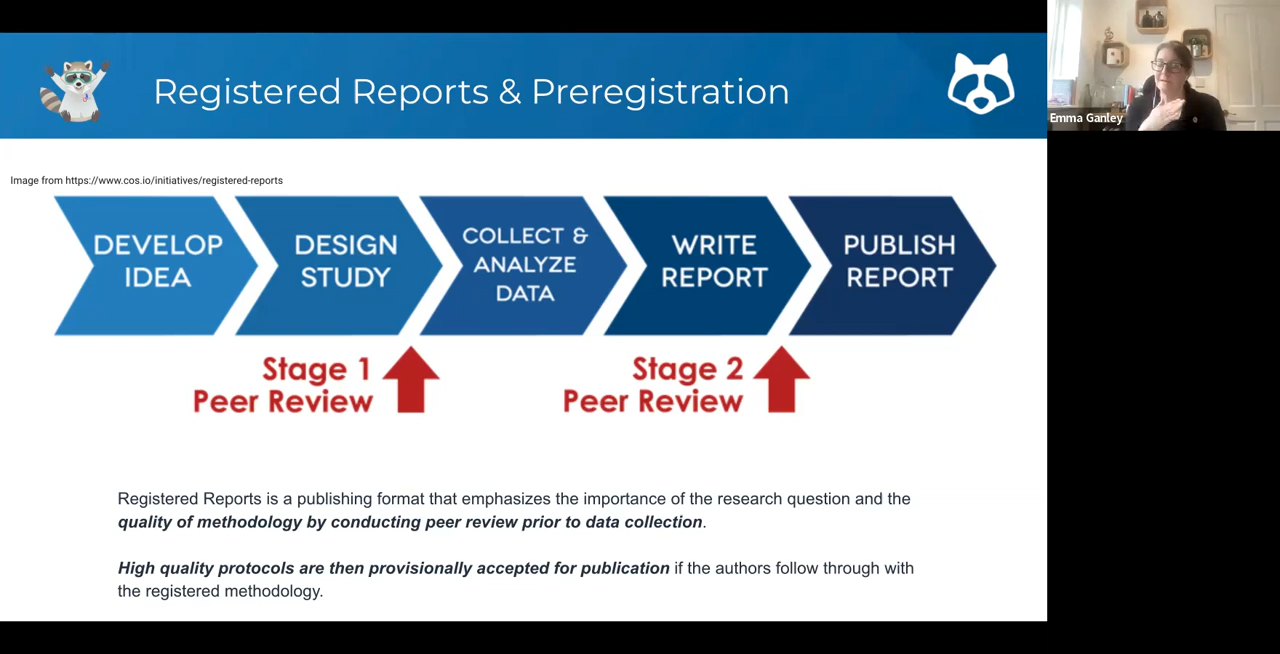 Registered Reports & Preregistration
Emma Ganley
Image from https://www.cos.io/initiatives/registered-reports
DEVELOP
IDEA
DESIGN
STUDY
COLLECT &
ANALYZE
DATA
WRITE
REPORT
PUBLISH
REPORT
Stage 1
Peer Review
Stage 2
Peer Review
Registered Reports is a publishing format that emphasizes the importance of the research question and the
quality of methodology by conducting peer review prior to data collection.
High quality protocols are then provisionally accepted for publication if the authors follow through with
the registered methodology.